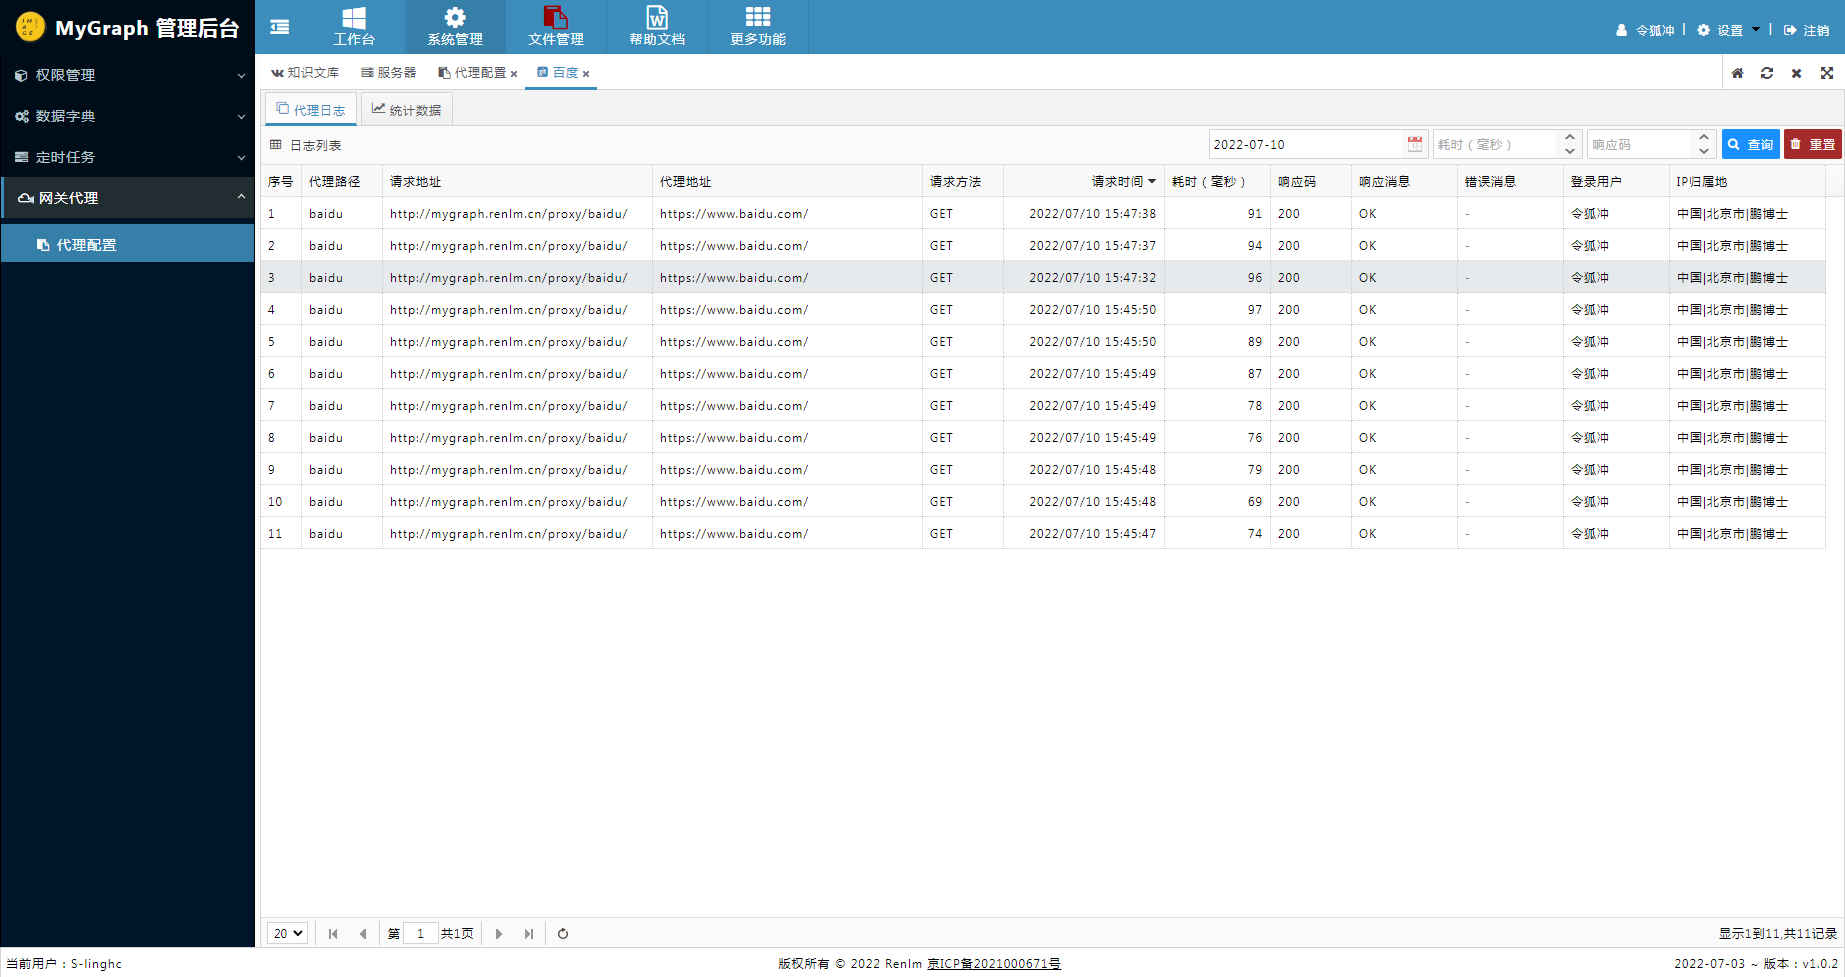 MyGraph 管理后台
工作台 系统管理 文件管理 帮助文档 更多功能
令狐冲 | 设置 | 注销
权限管理
数据字典
定时任务
网关代理
代理配置
知识文库 服务器 代理配置 百度
代理日志 统计数据
日志列表 2022-07-10 耗时（毫秒） 响应码 查询 重置
序号 代理路径 请求地址 代理地址 请求方法 请求时间 耗时（毫秒） 响应码 响应消息 错误消息 登录用户 IP归属地
1 baidu http://mygraph.renlm.cn/proxy/baidu/ https://www.baidu.com/ GET 2022/07/10 15:47:38 91 200 OK - 令狐冲 中国|北京市|鹏博士
2 baidu http://mygraph.renlm.cn/proxy/baidu/ https://www.baidu.com/ GET 2022/07/10 15:47:37 94 200 OK - 令狐冲 中国|北京市|鹏博士
3 baidu http://mygraph.renlm.cn/proxy/baidu/ https://www.baidu.com/ GET 2022/07/10 15:47:32 96 200 OK - 令狐冲 中国|北京市|鹏博士
4 baidu http://mygraph.renlm.cn/proxy/baidu/ https://www.baidu.com/ GET 2022/07/10 15:45:50 97 200 OK - 令狐冲 中国|北京市|鹏博士
5 baidu http://mygraph.renlm.cn/proxy/baidu/ https://www.baidu.com/ GET 2022/07/10 15:45:50 89 200 OK - 令狐冲 中国|北京市|鹏博士
6 baidu http://mygraph.renlm.cn/proxy/baidu/ https://www.baidu.com/ GET 2022/07/10 15:45:49 87 200 OK - 令狐冲 中国|北京市|鹏博士
7 baidu http://mygraph.renlm.cn/proxy/baidu/ https://www.baidu.com/ GET 2022/07/10 15:45:49 78 200 OK - 令狐冲 中国|北京市|鹏博士
8 baidu http://mygraph.renlm.cn/proxy/baidu/ https://www.baidu.com/ GET 2022/07/10 15:45:49 76 200 OK - 令狐冲 中国|北京市|鹏博士
9 baidu http://mygraph.renlm.cn/proxy/baidu/ https://www.baidu.com/ GET 2022/07/10 15:45:48 79 200 OK - 令狐冲 中国|北京市|鹏博士
10 baidu http://mygraph.renlm.cn/proxy/baidu/ https://www.baidu.com/ GET 2022/07/10 15:45:48 69 200 OK - 令狐冲 中国|北京市|鹏博士
11 baidu http://mygraph.renlm.cn/proxy/baidu/ https://www.baidu.com/ GET 2022/07/10 15:45:47 74 200 OK - 令狐冲 中国|北京市|鹏博士
20 第 1 共1页 显示1到11,共11记录
当前用户：S-linghc 版权所有 © 2022 Renlm 京ICP备2021000671号 2022-07-03 ~ 版本：v1.0.2